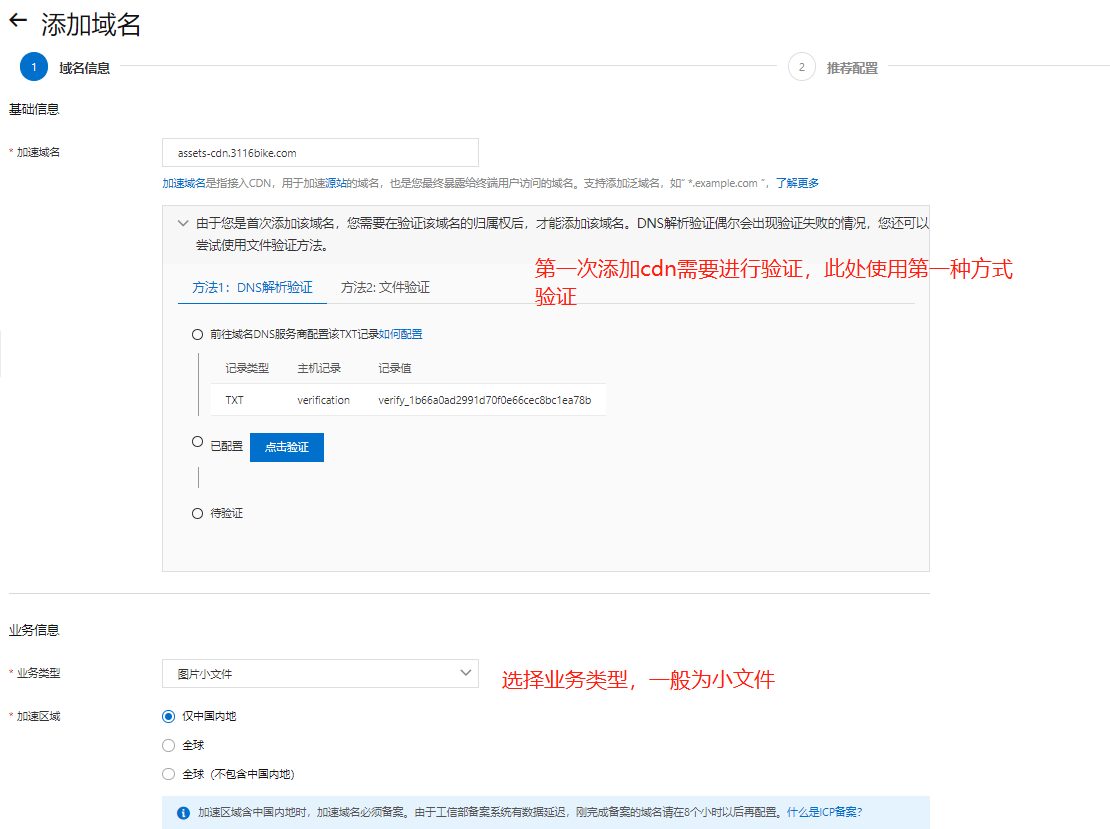 添加域名
1 域名信息 2 推荐配置
基础信息
* 加速域名 assets-cdn.3116bike.com
加速域名是指接入CDN，用于加速源站的域名，也是您最终暴露给终端用户访问的域名。支持添加泛域名，如" *.example.com "，了解更多
由于您是首次添加该域名，您需要在验证该域名的归属权后，才能添加该域名。DNS解析验证偶尔会出现验证失败的情况，您还可以
尝试使用文件验证方法。
第一次添加cdn需要进行验证，此处使用第一种方式
验证
方法1：DNS解析验证 方法2: 文件验证
前往域名DNS服务商配置该TXT记录如何配置
记录类型 主机记录 记录值
TXT verification verify_1b66a0ad2991d70f0e66cec8bc1ea78b
已配置 点击验证
待验证
业务信息
* 业务类型 图片小文件
选择业务类型，一般为小文件
* 加速区域 仅中国内地
全球
全球（不包含中国内地）
加速区域含中国内地时，加速域名必须备案。由于工信部备案系统有数据延迟，刚完成备案的域名请在8个小时以后再配置。什么是ICP备案？